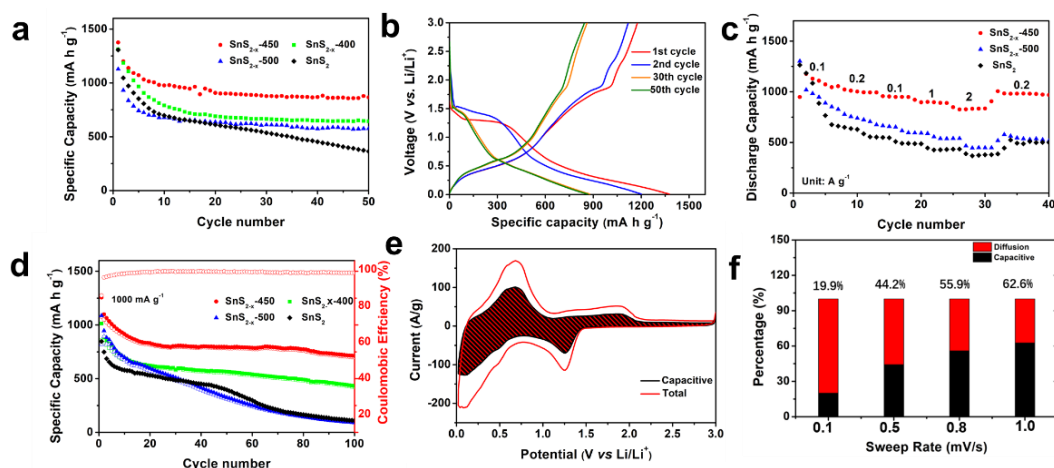 a
SnS2-x-450 SnS2-x-400
SnS2-x-500 SnS2
Specific Capacity (mA h g-1)
1500
1250
1000
750
500
250
0
0 10 20 30 40 50
Cycle number
b
1st cycle
2nd cycle
30th cycle
50th cycle
Voltage (V vs. Li/Li+)
3.0
2.5
2.0
1.5
1.0
0.5
0.0
0 300 600 900 1200 1500
Specific capacity (mA h g-1)
c
SnS2-x-450
SnS2-x-500
SnS2
0.1 0.2 0.1 1 2 0.2
Unit: A g-1
Discharge Capacity (mA h g-1)
1500
1250
1000
750
500
250
0
0 10 20 30 40
Cycle number
d
1000 mA g-1
SnS2-x-450 SnS2-x-400
SnS2-x-500 SnS2
Specific Capacity (mA h g-1)
1500
1000
500
0
Coulomobic Effciency (%)
100
80
60
40
20
0 20 40 60 80 100
Cycle number
e
Current (A/g)
200
100
0
-100
-200
Capacitive
Total
0.0 0.5 1.0 1.5 2.0 2.5 3.0
Potential (V vs Li/Li+)
f
Diffusion
Capacitive
Percentage (%)
150
120
90
60
30
0
19.9% 44.2% 55.9% 62.6%
0.1 0.5 0.8 1.0
Sweep Rate (mV/s)